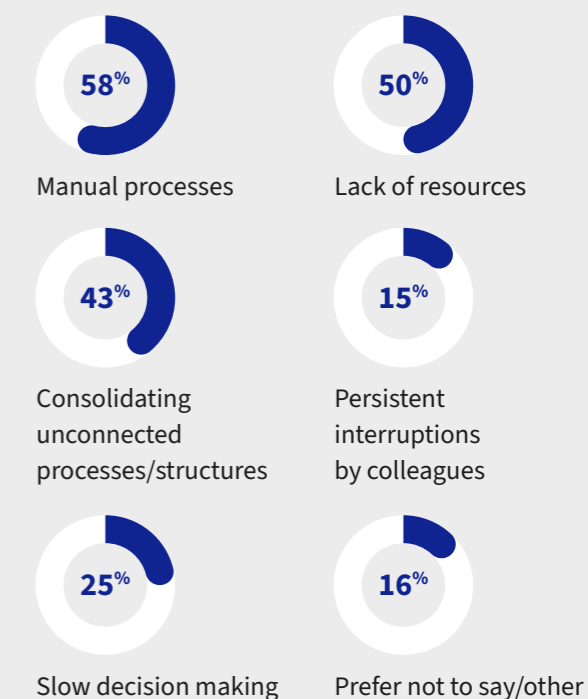 58%
50%
Manual processes
Lack of resources
43%
15%
Consolidating
unconnected
processes/structures
Persistent
interruptions
by colleagues
25%
16%
Slow decision making
Prefer not to say/other